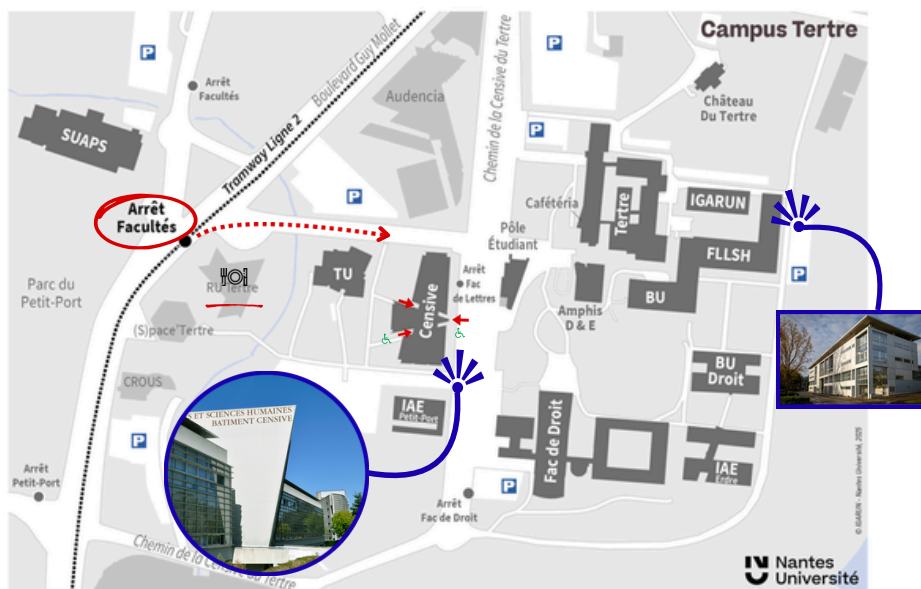 Campus Tertre
Boulevard Guy Mollet
Chemin de la Censive du Tertre
P
P
P
Arrêt
Facultés
Audencia
Château
Du Tertre
SUAPS
Tramway Ligne 2
P
Cafétéria
Tertre
IGARUN
Arrêt
Facultés
Pôle
Étudiant
FLLSH
Parc du
Petit-Port
RU Tertre
TU
Arrêt
Fac
de Lettres
P
BU
Censive
Amphis
D & E
(S)pace'Tertre
CROUS
BU
Droit
IAE
Petit-Port
Fac de Droit
S ET SCIENCES HUMAINES
BATIMENT CENSIVE
P
IAE
Erdre
Arrêt
Petit-Port
P
Arrêt
Fac de Droit
© IGARUN - Nantes Université, 2025
Chemin de la Censive du Tertre
Nantes
Université